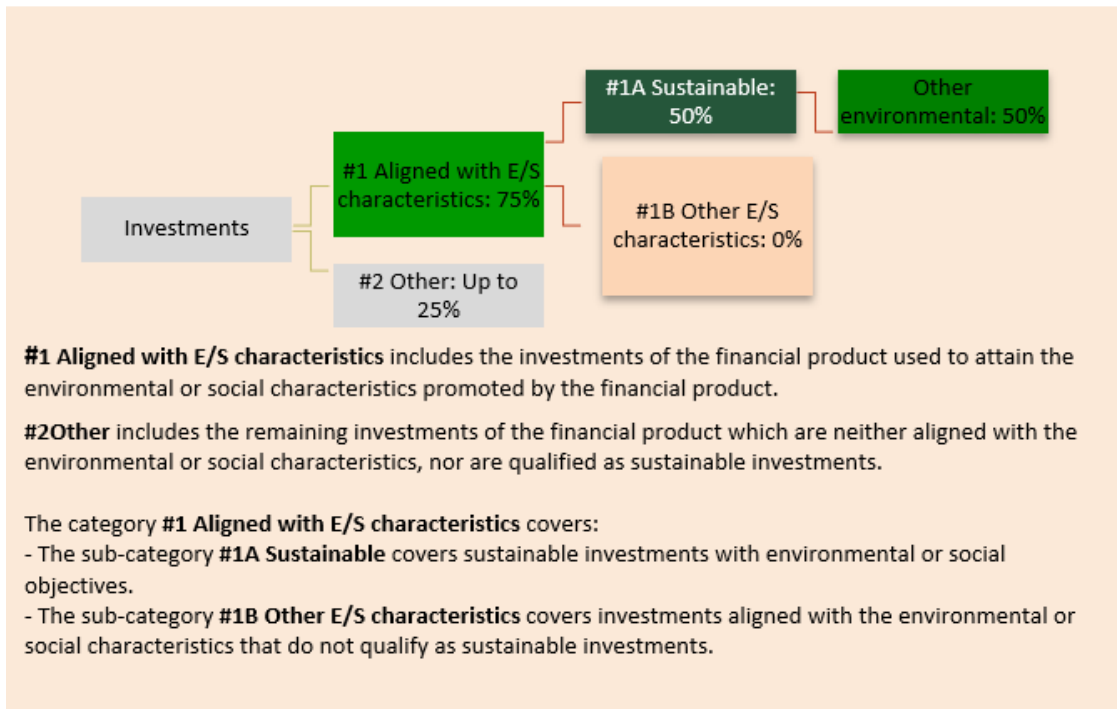 #1A Sustainable:
50%
Other
environmental: 50%
#1 Aligned with E/S
characteristics: 75%
#1B Other E/S
characteristics: 0%
Investments
#2 Other: Up to
25%
#1 Aligned with E/S characteristics includes the investments of the financial product used to attain the
environmental or social characteristics promoted by the financial product.
#2Other includes the remaining investments of the financial product which are neither aligned with the
environmental or social characteristics, nor are qualified as sustainable investments.
The category #1 Aligned with E/S characteristics covers:
- The sub-category #1A Sustainable covers sustainable investments with environmental or social
objectives.
- The sub-category #1B Other E/S characteristics covers investments aligned with the environmental or
social characteristics that do not qualify as sustainable investments.